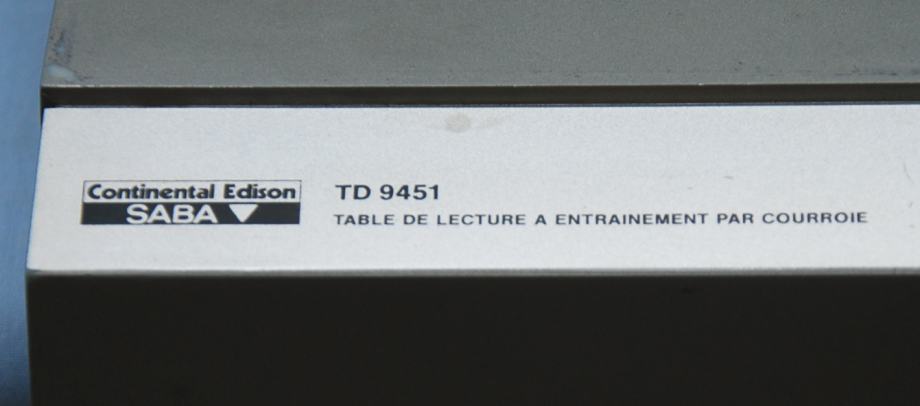 Continental Edison
SABA
TD 9451
TABLE DE LECTURE A ENTRAINEMENT PAR COURROIE